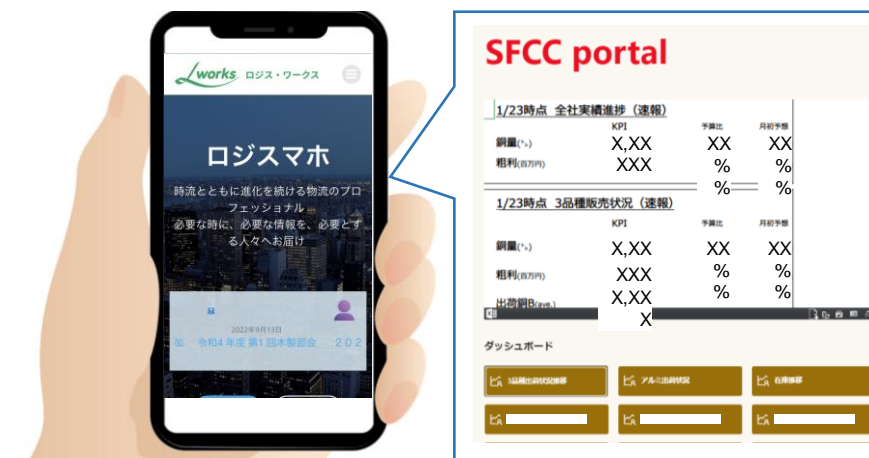 Lworks ロジス・ワークス
ロジスマホ
時流とともに進化を続ける物流のプロ
フェッショナル
必要な時に、必要な情報を、必要とす
る人々へお届け
2022年9月13日
加 令和4年度 第1回木製部会 202
SFCC portal
1/23時点 全社実績進捗（速報）
KPI 予算比 月初予想
銅量(㌧) X,XX XX XX
粗利(百万円) XXX % %
% %
1/23時点 3品種販売状況（速報）
KPI 予算比 月初予想
銅量(㌧) X,XX XX XX
粗利(百万円) XXX % %
出荷銅B(ave.) X,XX % %
X
ダッシュボード
3品種出荷状況推移 アルミ出荷状況 在庫推移